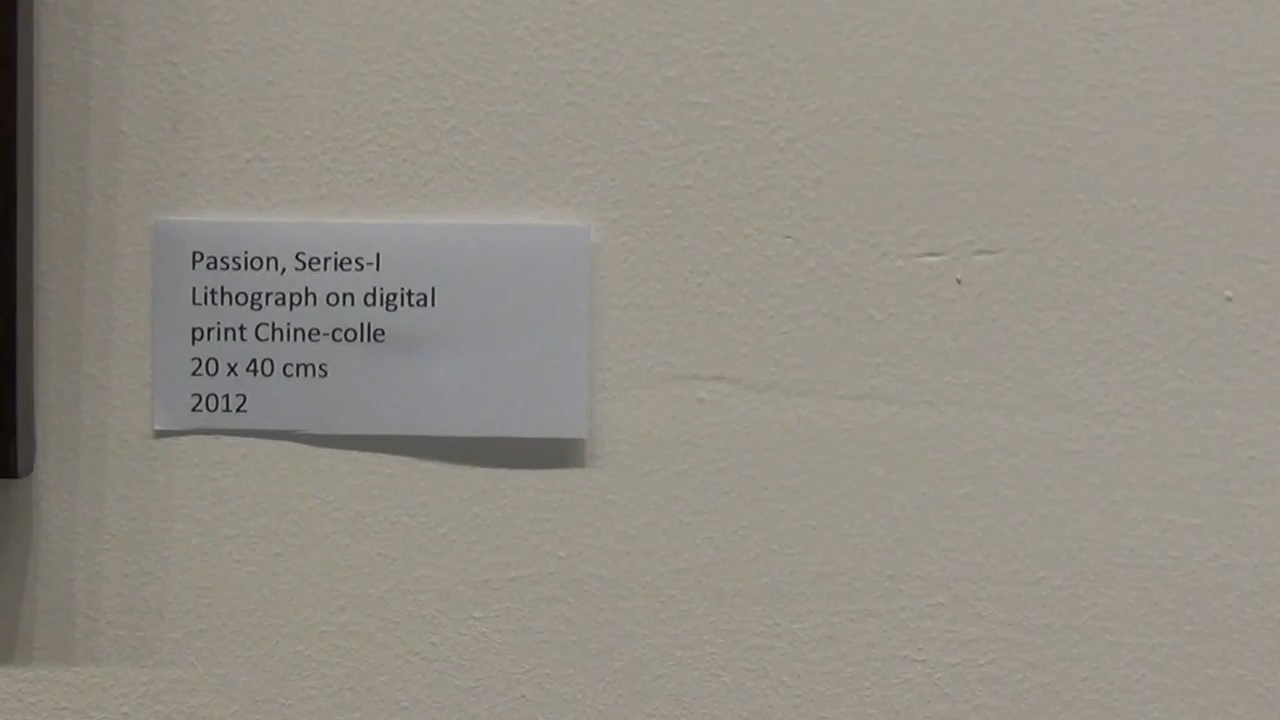 Passion, Series-I
Lithograph on digital
print Chine-colle
20 x 40 cms
2012